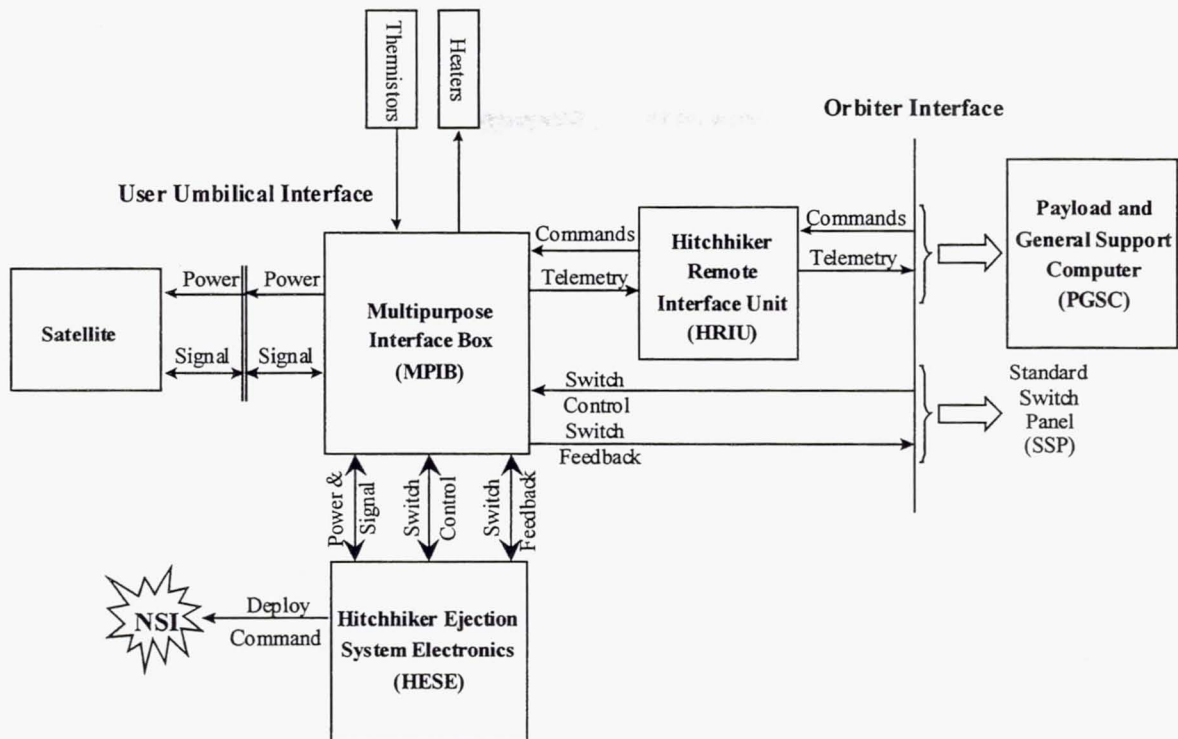 Thermistors
Heaters
Orbiter Interface
User Umbilical Interface
Satellite
Power
Power
Signal
Signal
Multipurpose
Interface Box
(MPIB)
Commands
Telemetry
Hitchhiker
Remote
Interface Unit
(HRIU)
Commands
Telemetry
Payload and
General Support
Computer
(PGSC)
Switch
Control
Switch
Feedback
Standard
Switch
Panel
(SSP)
Power &
Signal
Switch
Control
Switch
Feedback
NSI
Deploy
Command
Hitchhiker Ejection
System Electronics
(HESE)